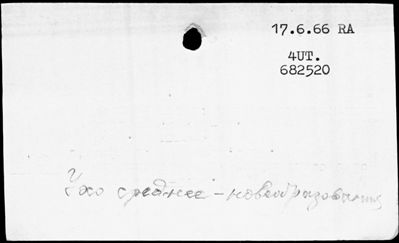 17.6.66 RA
4UT.
682520
Ухо среднее - новообразования